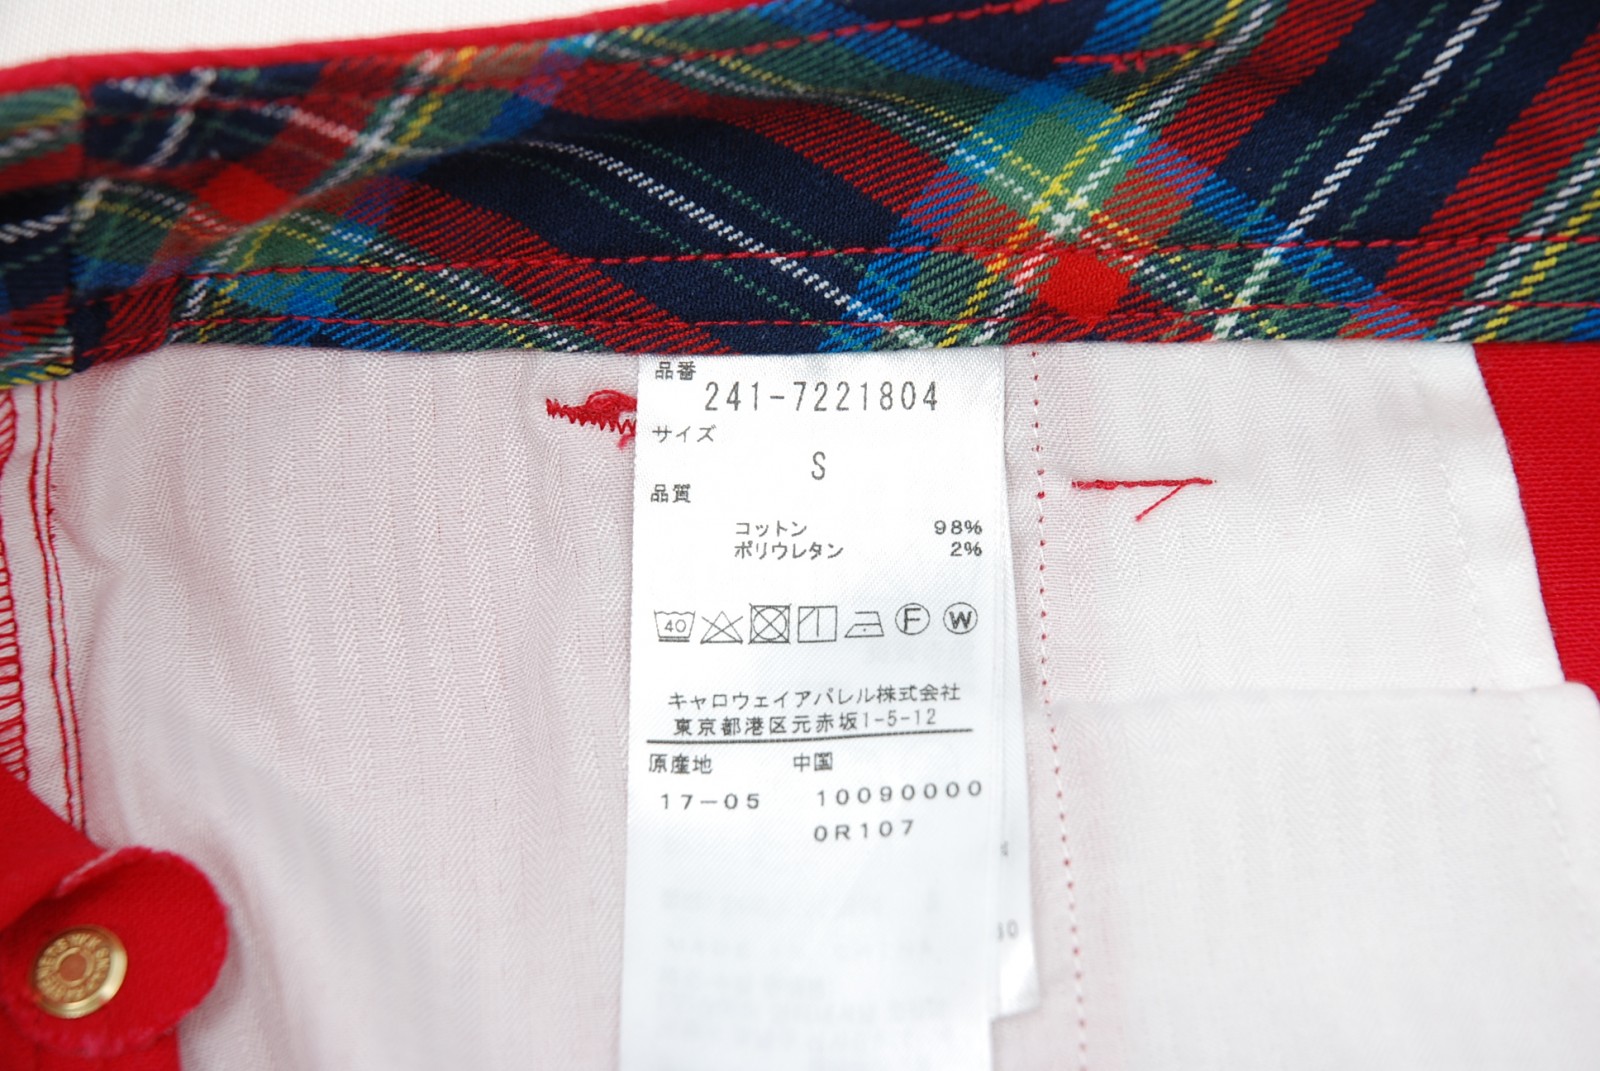 品番
241-7221804
サイズ
S
品質
コットン 98%
ポリウレタン 2%
40 F W
キャロウェイアパレル株式会社
東京都港区元赤坂1-5-12
原産地 中国
17-05 10090000
0R107